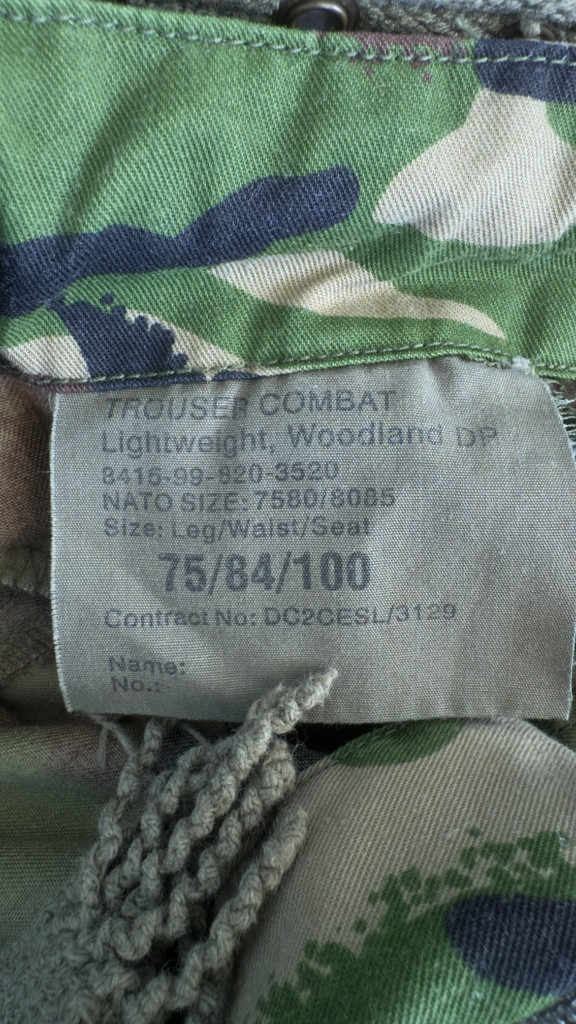 TROUSER COMBAT
Lightweight, Woodland DP
8415-99-820-3520
NATO SIZE: 7580/8085
Size: Leg/Waist/Seat
75/84/100
Contract No: DC2CESL/3129
Name:
No.: